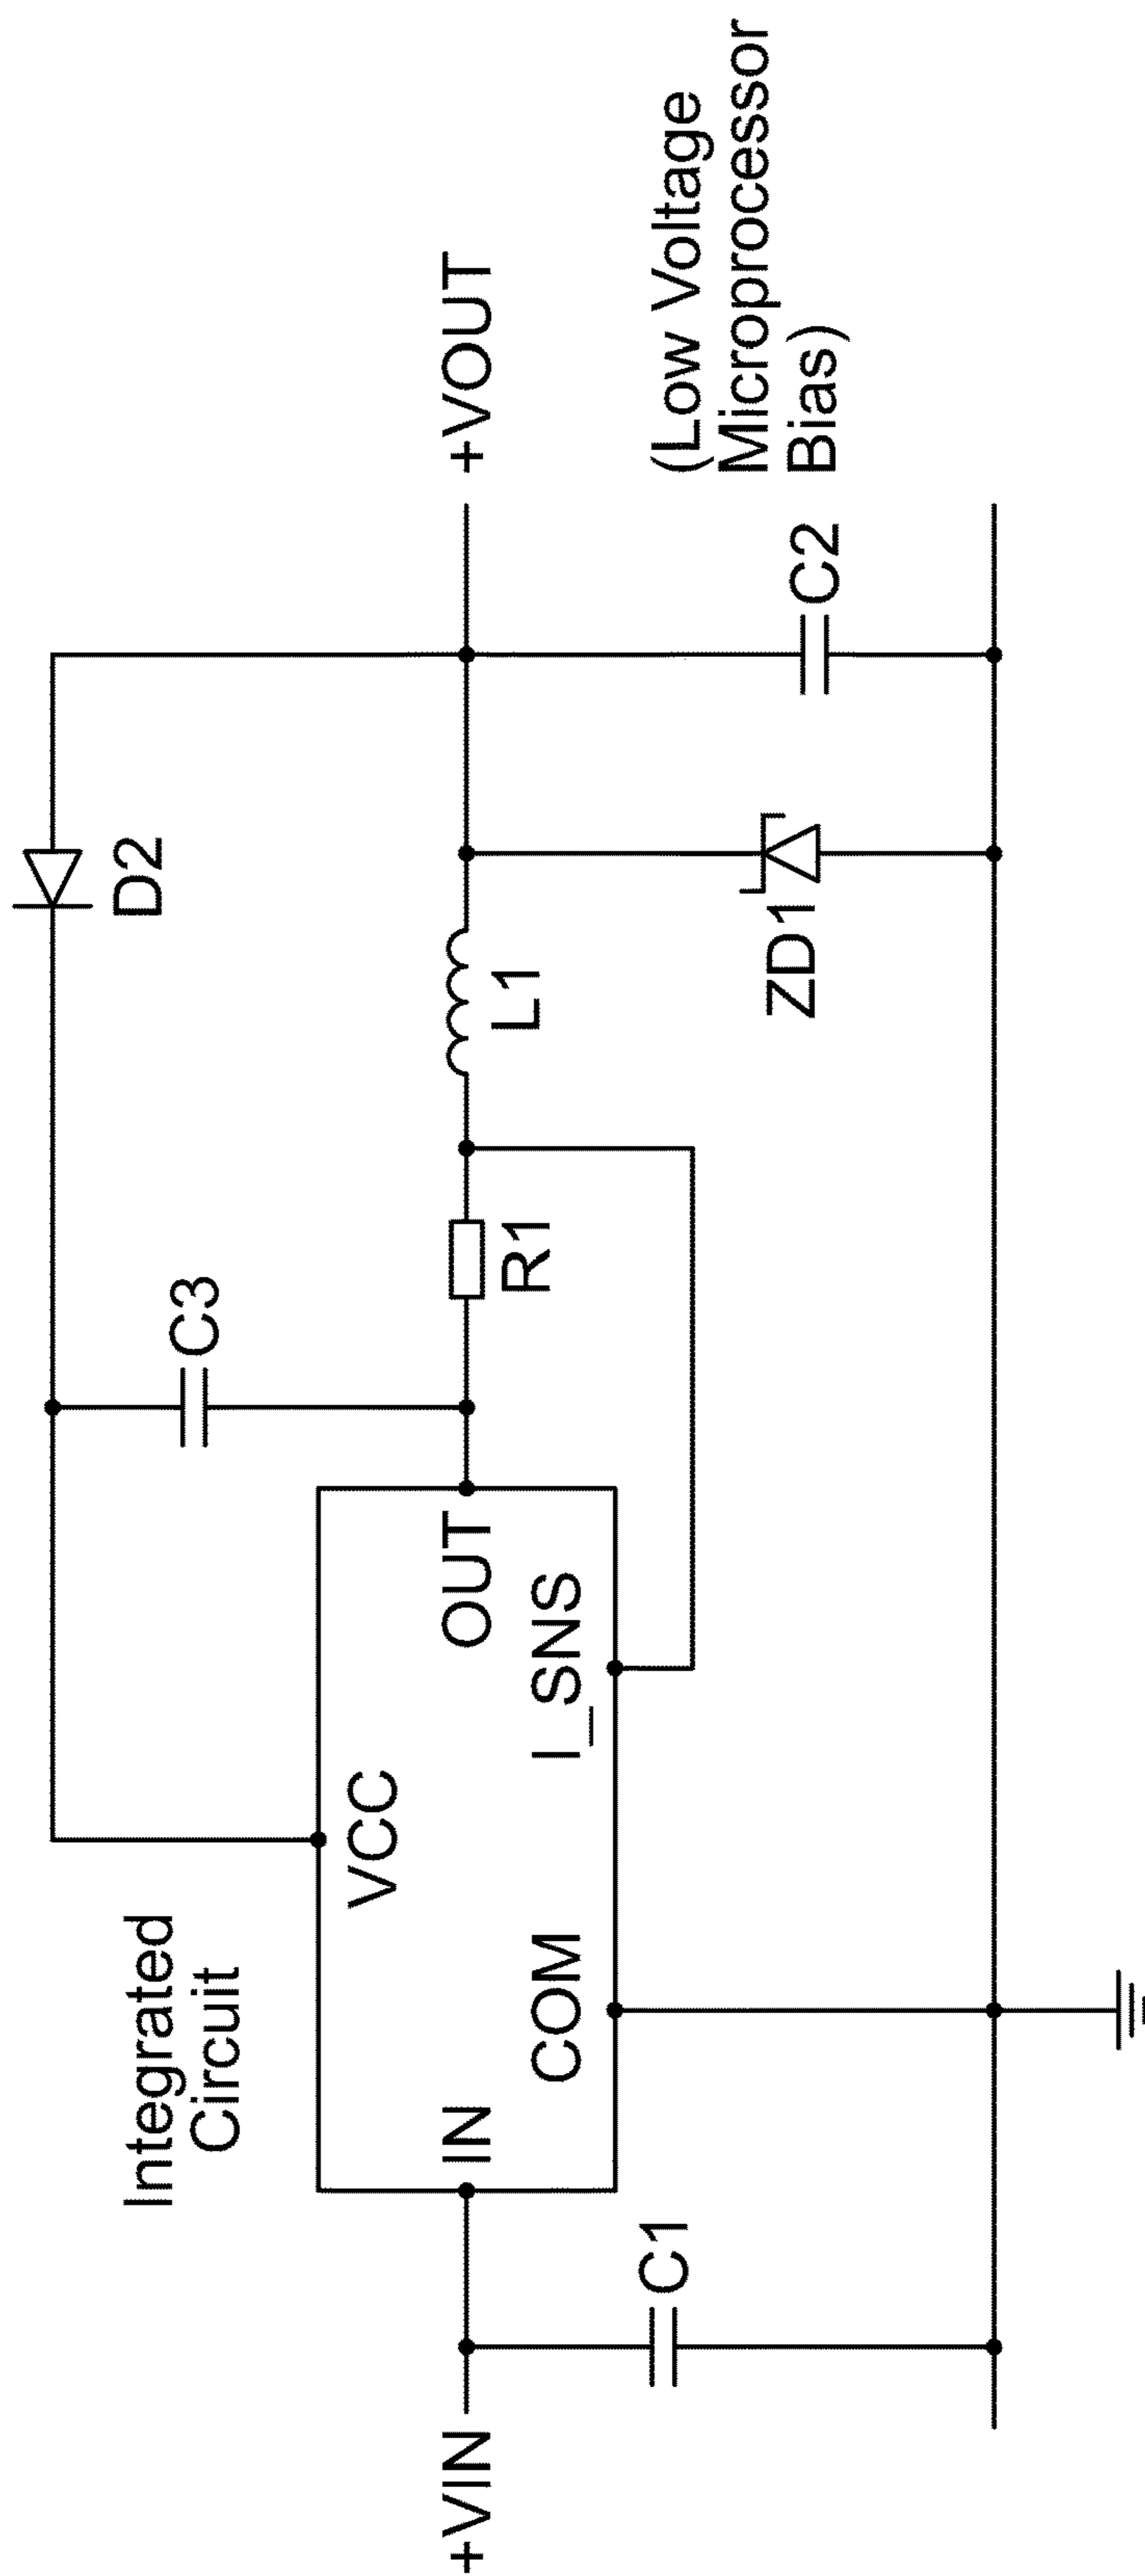 Integrated
Circuit
D2
C3
VCC
+VIN
IN
OUT
R1
L1
+VOUT
COM
I_SNS
C1
ZD1
C2
(Low Voltage
Microprocessor
Bias)